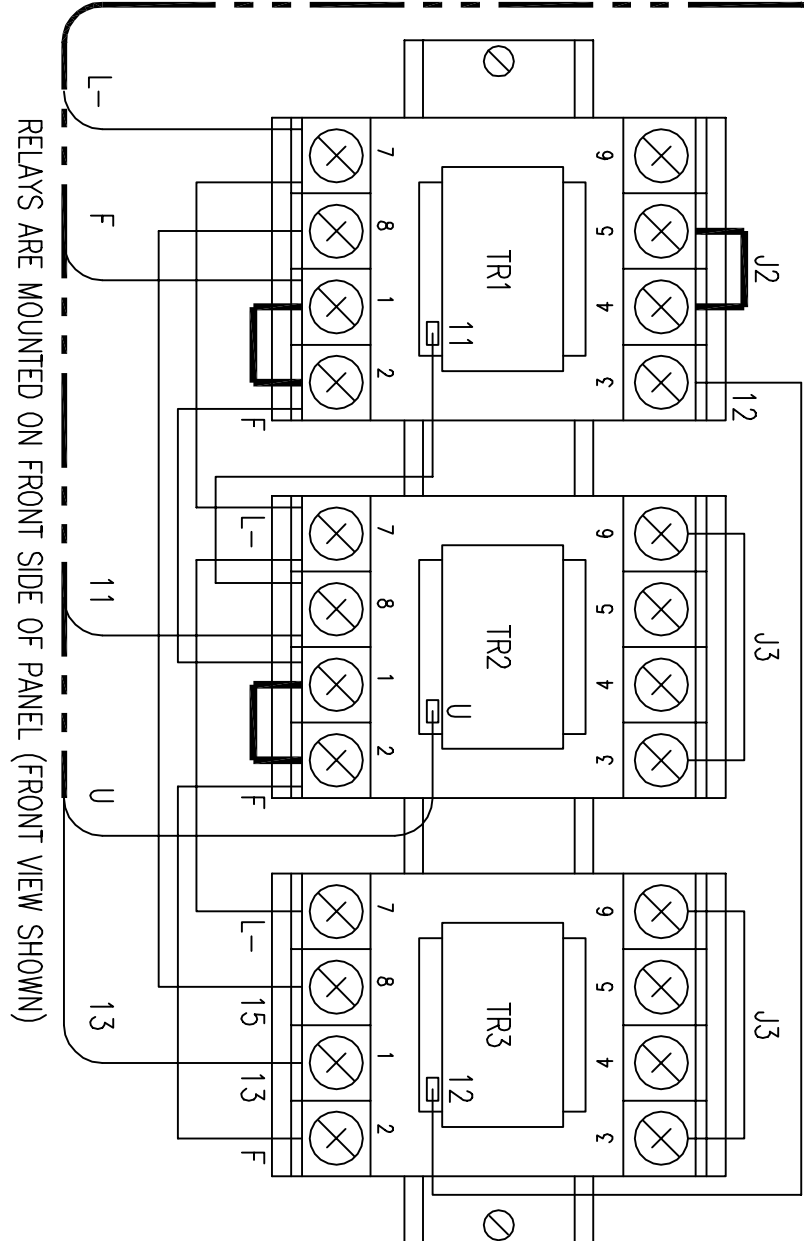 J2 J3 J3
12
6 5 4 3 6 5 4 3 6 5 4 3
TR1 TR2 TR3
11 U 12
7 8 1 2 7 8 1 2 7 8 1 2
F L- F L- 15 13 F
L- F 11 U 13
RELAYS ARE MOUNTED ON FRONT SIDE OF PANEL (FRONT VIEW SHOWN)